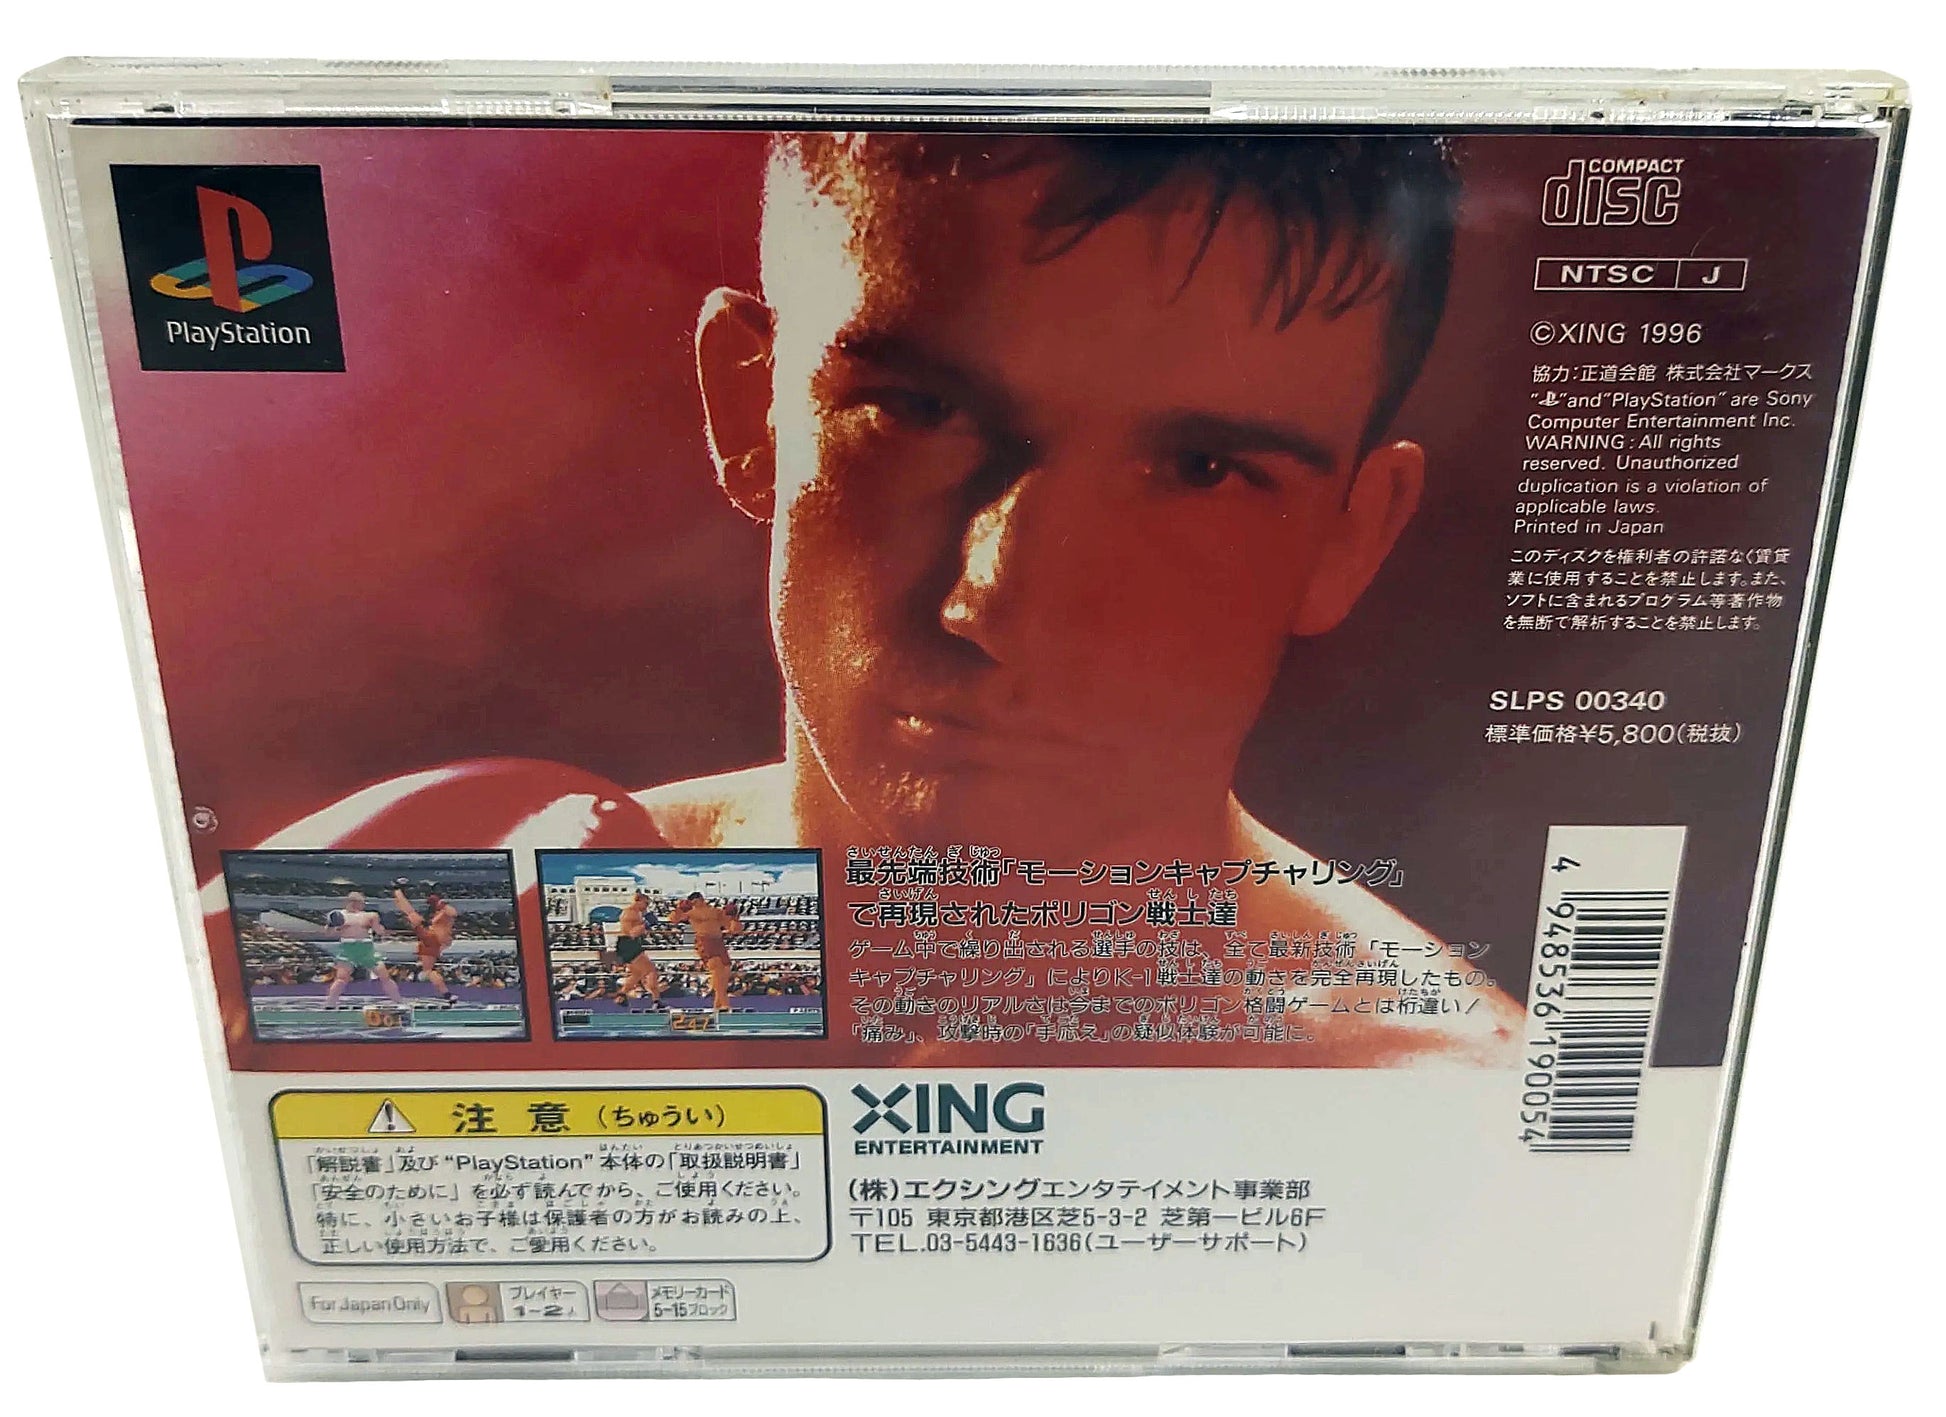 PlayStation
COMPACT
disc
NTSC J
©XING 1996
協力:正道会館 株式会社マークス
"PS"and"PlayStation" are Sony
Computer Entertainment Inc.
WARNING : All rights
reserved. Unauthorized
duplication is a violation of
applicable laws.
Printed in Japan
このディスクを権利者の許諾なく賃貸
業に使用することを禁止します。また、
ソフトに含まれるプログラム等著作物
を無断で解析することを禁止します。
SLPS 00340
標準価格¥5,800(税抜)
4 948536 190054
さいせんたん ぎ じゅつ
最先端技術「モーションキャプチャリング」
さいげん せん し たち
で再現されたポリゴン戦士達
ゲーム中で繰り出される選手の技は、全て最新技術「モーション
キャプチャリング」によりK-1戦士達の動きを完全再現したもの。
その動きのリアルさは今までのポリゴン格闘ゲームとは桁違い!
「痛み」、攻撃時の「手応え」の疑似体験が可能に。
注意(ちゅうい)
「解説書」及び"PlayStation"本体の「取扱説明書」
「安全のために」を必ず読んでから、ご使用ください。
特に、小さいお子様は保護者の方がお読みの上、
正しい使用方法で、ご愛用ください。
XING
ENTERTAINMENT
(株)エクシングエンタテイメント事業部
〒105 東京都港区芝5-3-2 芝第一ビル6F
TEL.03-5443-1636(ユーザーサポート)
For Japan Only
プレイヤー
1~2人
メモリーカード
5-15ブロック